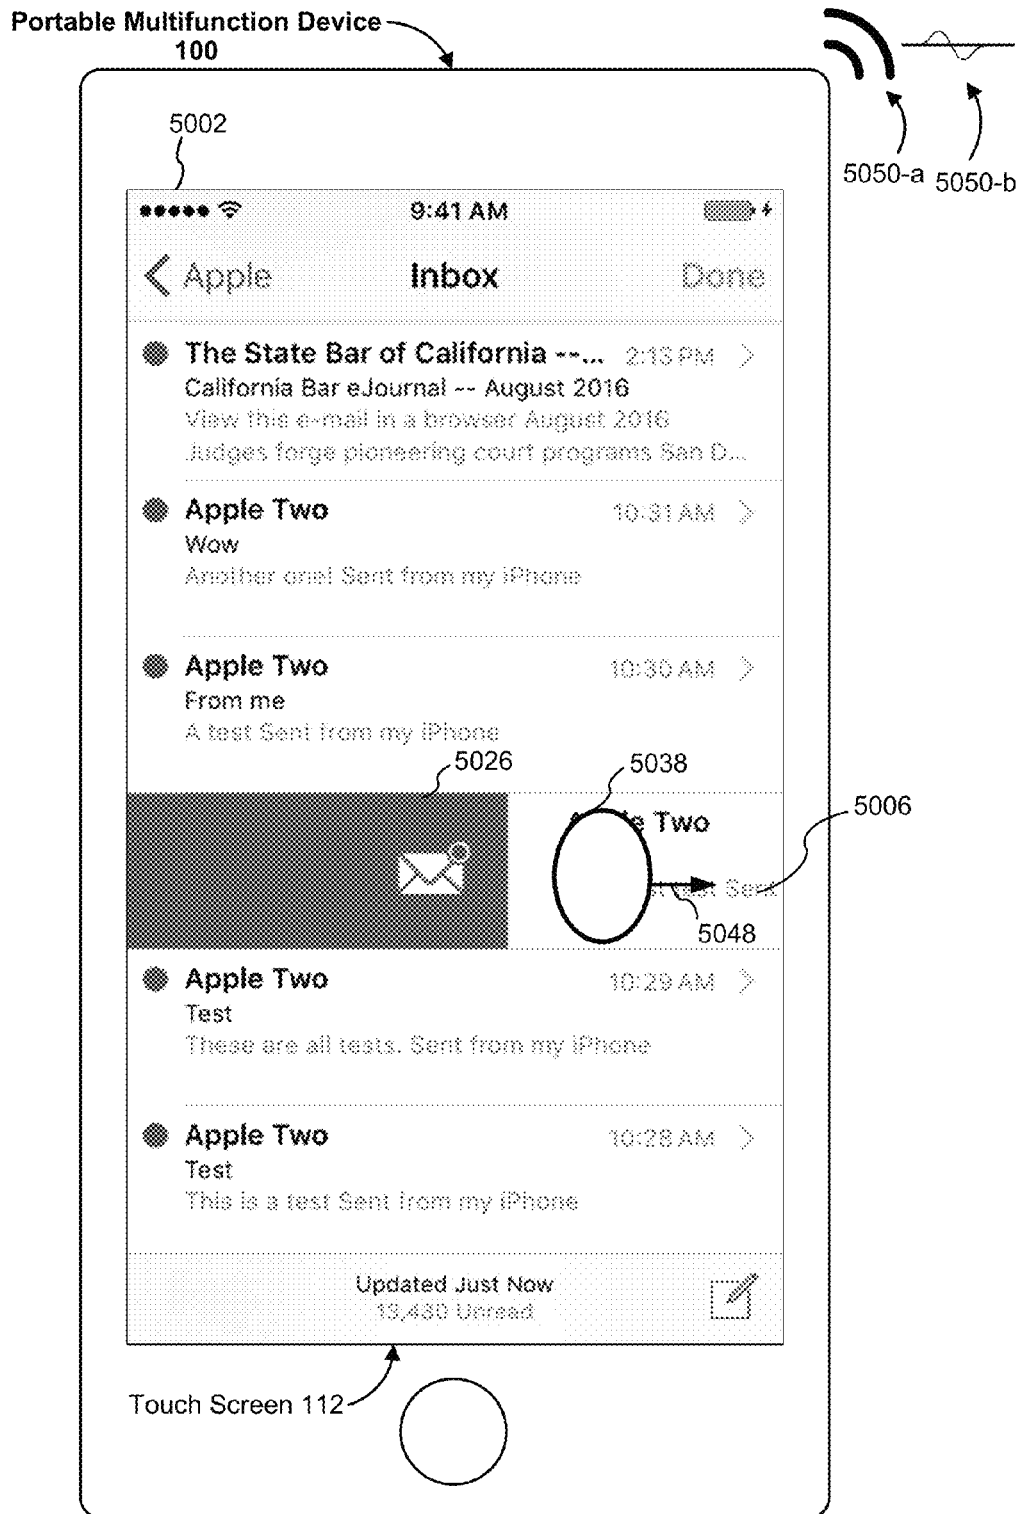 Portable Multifunction Device
100
5002
5050-a
5050-b
9:41 AM
Apple
Inbox
Done
The State Bar of California --... 2:13 PM
California Bar eJournal -- August 2016
View this e-mail in a browser August 2016
Judges forge pioneering court programs San D...
Apple Two 10:31 AM
Wow
Another one! Sent from my iPhone
Apple Two 10:30 AM
From me
A test Sent from my iPhone
5026
5038
5006
Two
Sent
5048
Apple Two 10:29 AM
Test
These are all tests. Sent from my iPhone
Apple Two 10:28 AM
Test
This is a test Sent from my iPhone
Updated Just Now
13,480 Unread
Touch Screen 112